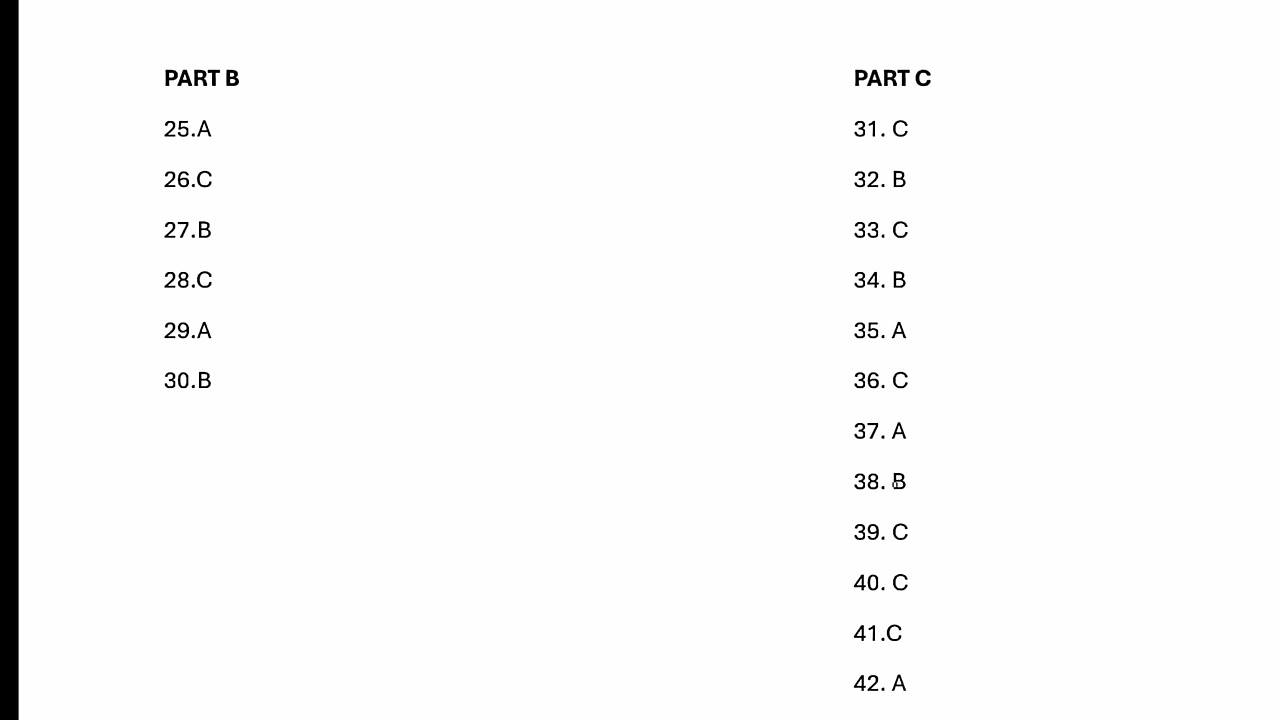 PART B
25.A
26.C
27.B
28.C
29.A
30.B
PART C
31. C
32. B
33. C
34. B
35. A
36. C
37. A
38. B
39. C
40. C
41.C
42. A